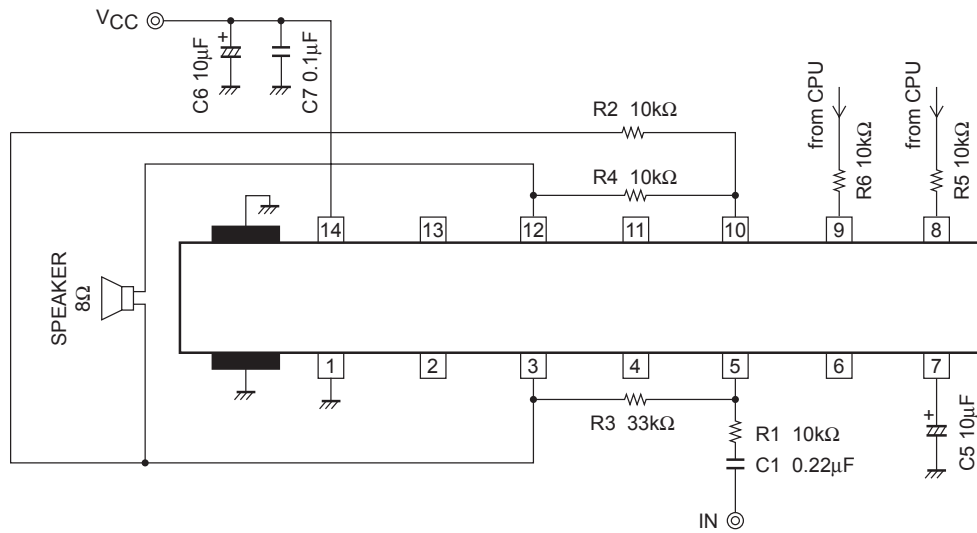 VCC
C6 10μF
+
C7 0.1μF
R2 10kΩ
R4 10kΩ
from CPU
R6 10kΩ
from CPU
R5 10kΩ
14
13
12
11
10
9
8
SPEAKER
8Ω
1
2
3
4
5
6
7
R3 33kΩ
R1 10kΩ
C1 0.22μF
+
C5 10μF
IN